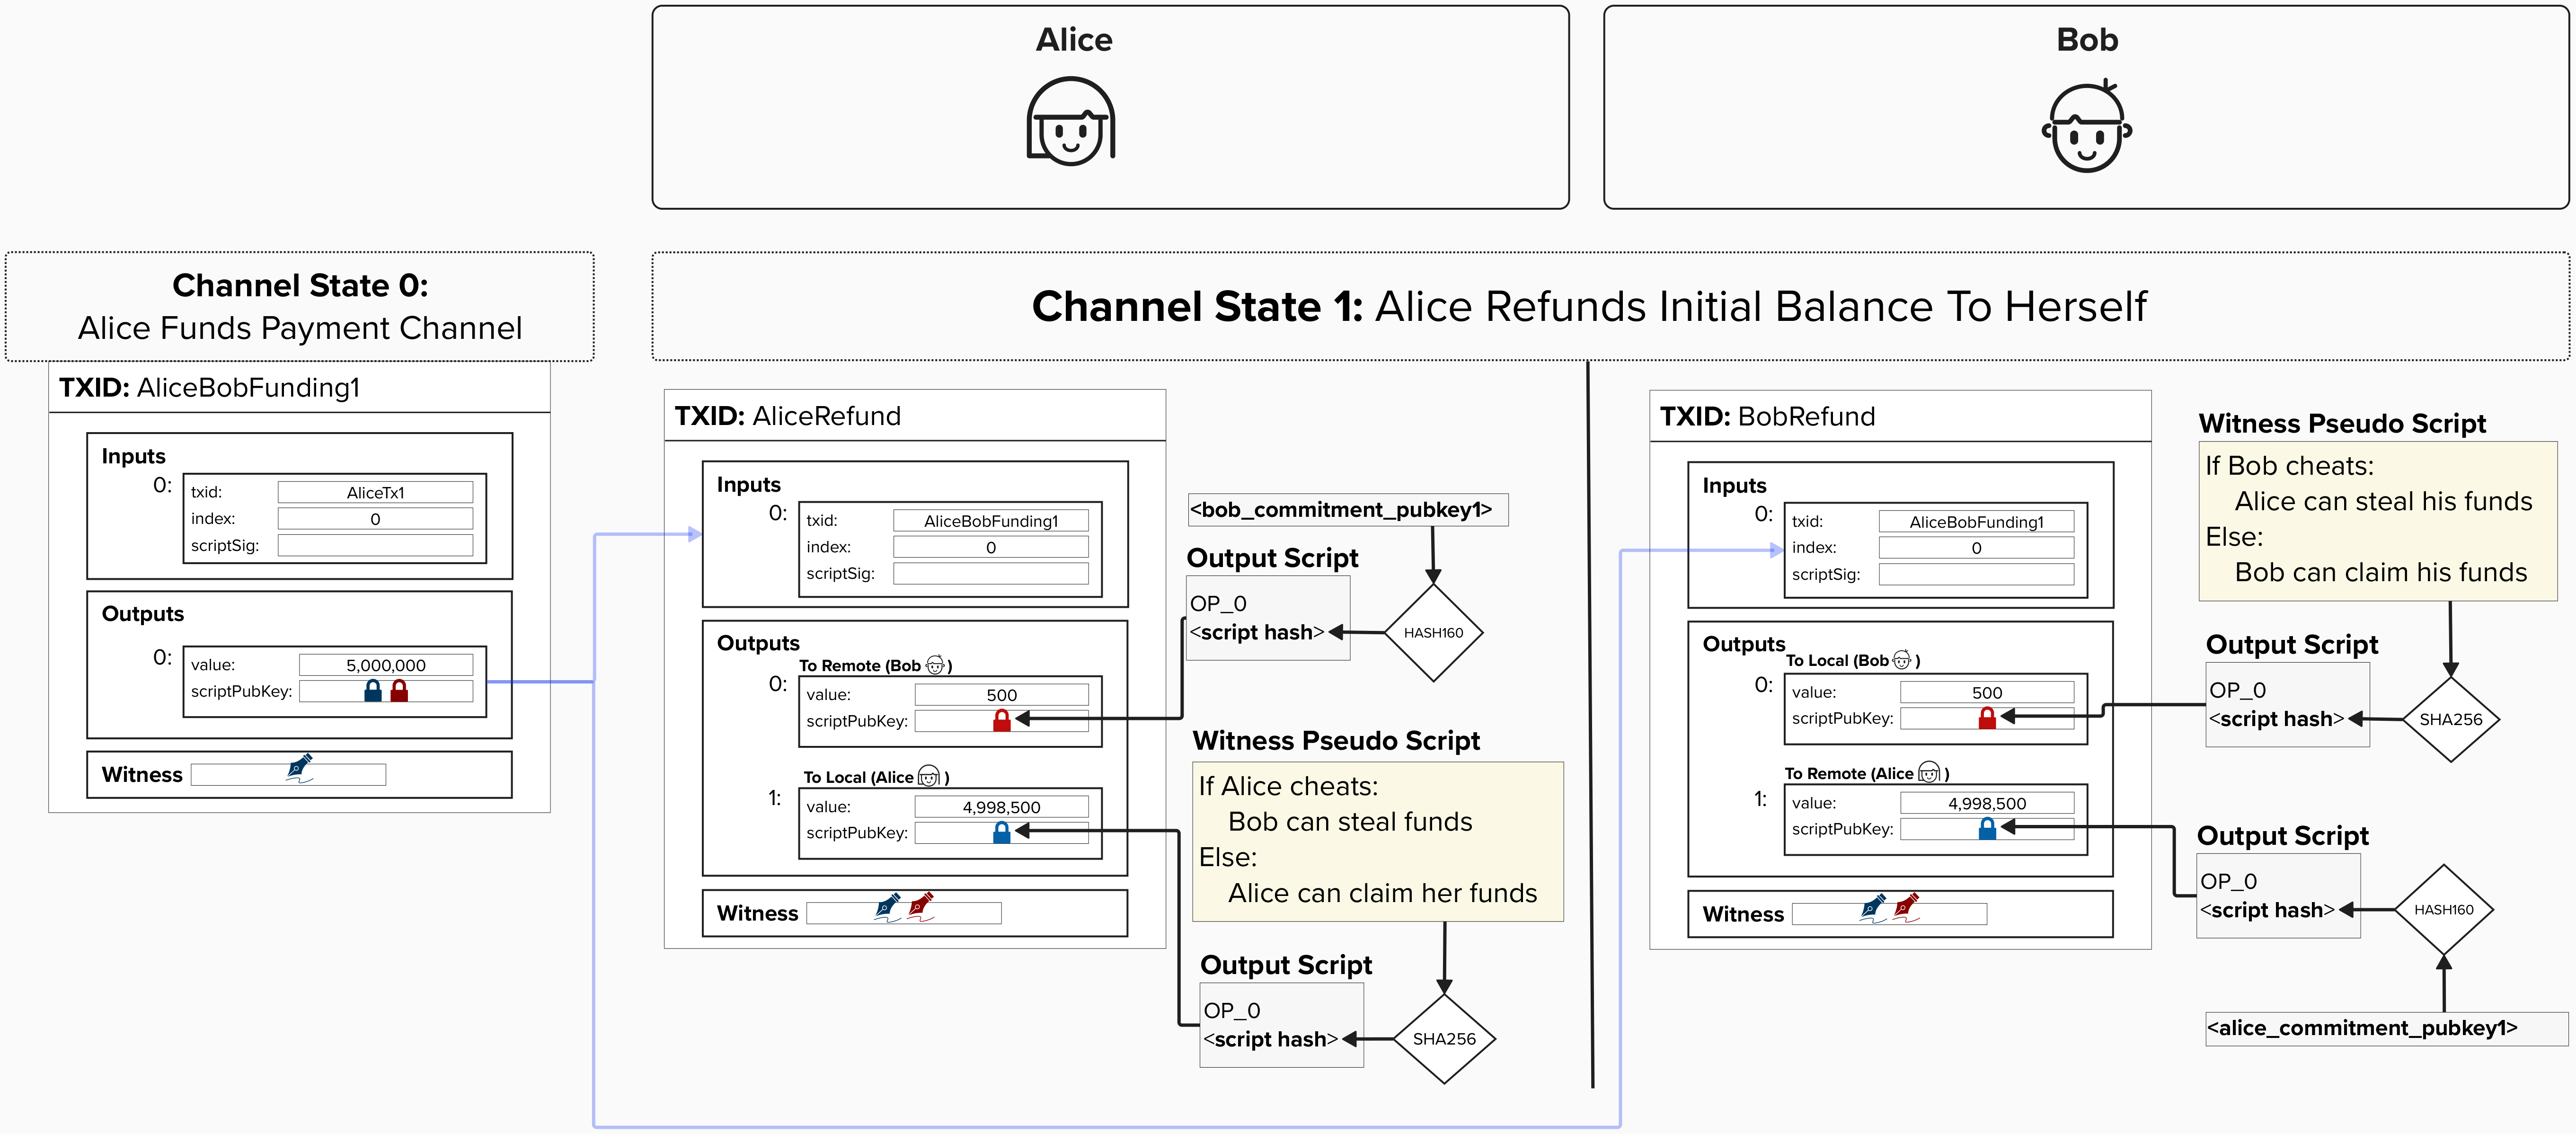 Alice
Bob
Channel State 0:
Alice Funds Payment Channel
Channel State 1: Alice Refunds Initial Balance To Herself
TXID: AliceBobFunding1
Inputs
0:
txid: AliceTx1
index: 0
scriptSig:
Outputs
0:
value: 5,000,000
scriptPubKey:
Witness
TXID: AliceRefund
Inputs
0:
txid: AliceBobFunding1
index: 0
scriptSig:
Outputs
To Remote (Bob )
0:
value: 500
scriptPubKey:
To Local (Alice )
1:
value: 4,998,500
scriptPubKey:
Witness
<bob_commitment_pubkey1>
Output Script
OP_0
<script hash>
HASH160
Witness Pseudo Script
If Alice cheats:
Bob can steal funds
Else:
Alice can claim her funds
Output Script
OP_0
<script hash>
SHA256
TXID: BobRefund
Inputs
0:
txid: AliceBobFunding1
index: 0
scriptSig:
Outputs
To Local (Bob )
0:
value: 500
scriptPubKey:
To Remote (Alice )
1:
value: 4,998,500
scriptPubKey:
Witness
Witness Pseudo Script
If Bob cheats:
Alice can steal his funds
Else:
Bob can claim his funds
Output Script
OP_0
<script hash>
SHA256
Output Script
OP_0
<script hash>
HASH160
<alice_commitment_pubkey1>